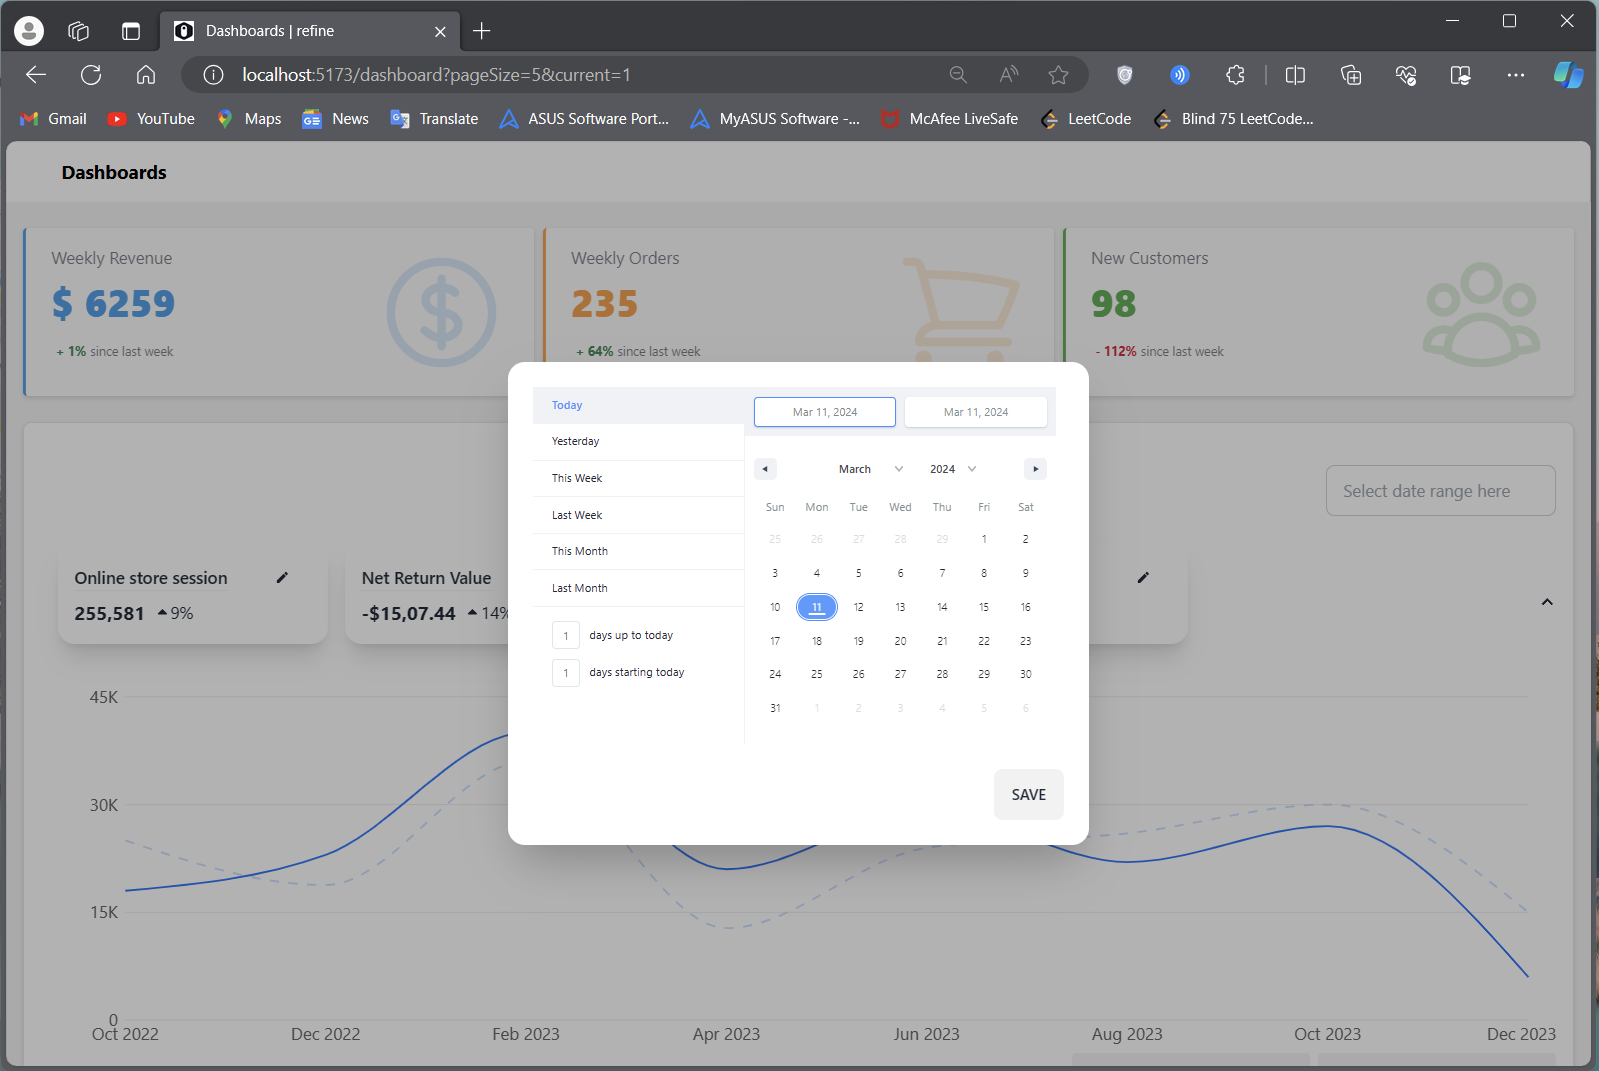 Dashboards | refine
localhost:5173/dashboard?pageSize=5&current=1
Gmail YouTube Maps News Translate ASUS Software Port... MyASUS Software -... McAfee LiveSafe LeetCode Blind 75 LeetCode...
Dashboards
Weekly Revenue
$ 6259
+ 1% since last week
Weekly Orders
235
+ 64% since last week
New Customers
98
- 112% since last week
Select date range here
Online store session
255,581 9%
Net Return Value
-$15,07.44 14%
Today
Yesterday
This Week
Last Week
This Month
Last Month
1 days up to today
1 days starting today
Mar 11, 2024 Mar 11, 2024
March 2024
Sun Mon Tue Wed Thu Fri Sat
25 26 27 28 29 1 2
3 4 5 6 7 8 9
10 11 12 13 14 15 16
17 18 19 20 21 22 23
24 25 26 27 28 29 30
31 1 2 3 4 5 6
SAVE
45K
30K
15K
0
Oct 2022 Dec 2022 Feb 2023 Apr 2023 Jun 2023 Aug 2023 Oct 2023 Dec 2023